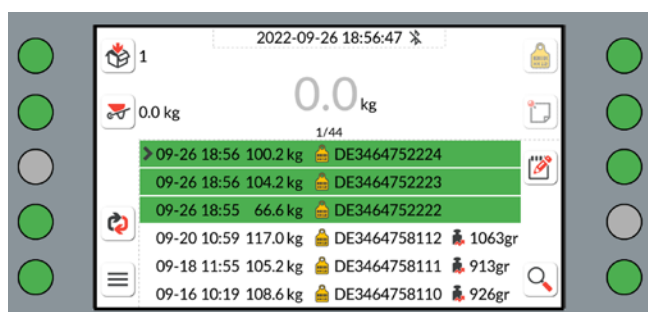 2022-09-26 18:56:47
1
0.0 kg
0.0 kg
1/44
09-26 18:56 100.2 kg DE3464752224
09-26 18:56 104.2 kg DE3464752223
09-26 18:55 66.6 kg DE3464752222
09-20 10:59 117.0 kg DE3464758112 1063gr
09-18 11:55 105.2 kg DE3464758111 913gr
09-16 10:19 108.6 kg DE3464758110 926gr